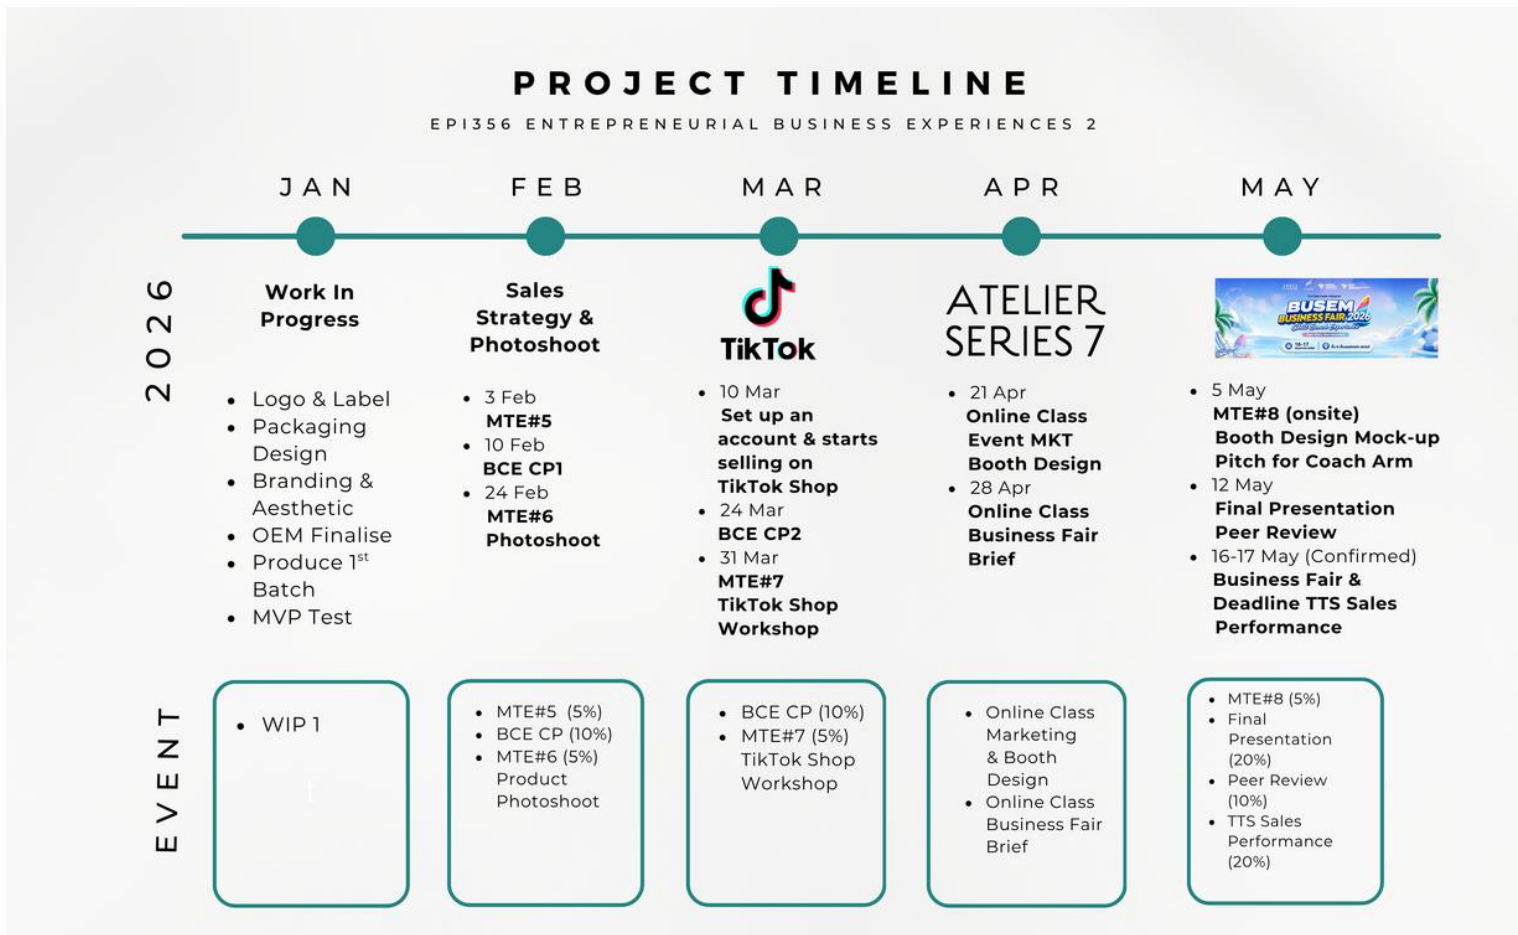 PROJECT TIMELINE
EPI356 ENTREPRENEURIAL BUSINESS EXPERIENCES 2
JAN
FEB
MAR
APR
MAY
2026
Work In
Progress
• Logo & Label
• Packaging
Design
• Branding &
Aesthetic
• OEM Finalise
• Produce 1st
Batch
• MVP Test
Sales
Strategy &
Photoshoot
• 3 Feb
MTE#5
• 10 Feb
BCE CP1
• 24 Feb
MTE#6
Photoshoot
TikTok
• 10 Mar
Set up an
account & starts
selling on
TikTok Shop
• 24 Mar
BCE CP2
• 31 Mar
MTE#7
TikTok Shop
Workshop
ATELIER
SERIES 7
• 21 Apr
Online Class
Event MKT
Booth Design
• 28 Apr
Online Class
Business Fair
Brief
BUSEM
BUSINESS FAIR 2026
16-17
• 5 May
MTE#8 (onsite)
Booth Design Mock-up
Pitch for Coach Arm
• 12 May
Final Presentation
Peer Review
• 16-17 May (Confirmed)
Business Fair &
Deadline TTS Sales
Performance
EVENT
• WIP 1
t
• MTE#5 (5%)
• BCE CP (10%)
• MTE#6 (5%)
Product
Photoshoot
• BCE CP (10%)
• MTE#7 (5%)
TikTok Shop
Workshop
• Online Class
Marketing
& Booth
Design
• Online Class
Business Fair
Brief
• MTE#8 (5%)
• Final
Presentation
(20%)
• Peer Review
(10%)
• TTS Sales
Performance
(20%)